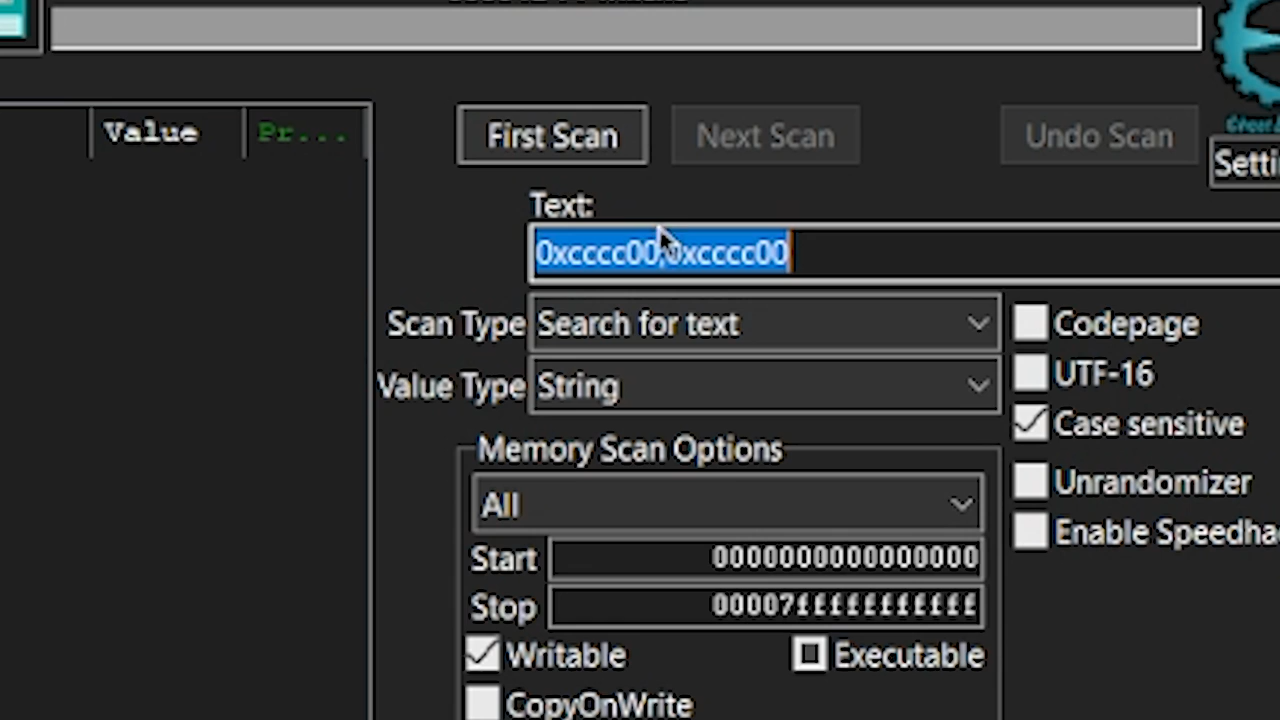 Value Pr...
First Scan Next Scan Undo Scan
Text:
0xcccc00,0xcccc00
Scan Type Search for text Codepage
Value Type String UTF-16
Case sensitive
Memory Scan Options
All Unrandomizer
Enable Speedha
Start 0000000000000000
Stop 00007fffffffffff
Writable Executable
CopyOnWrite
Setti